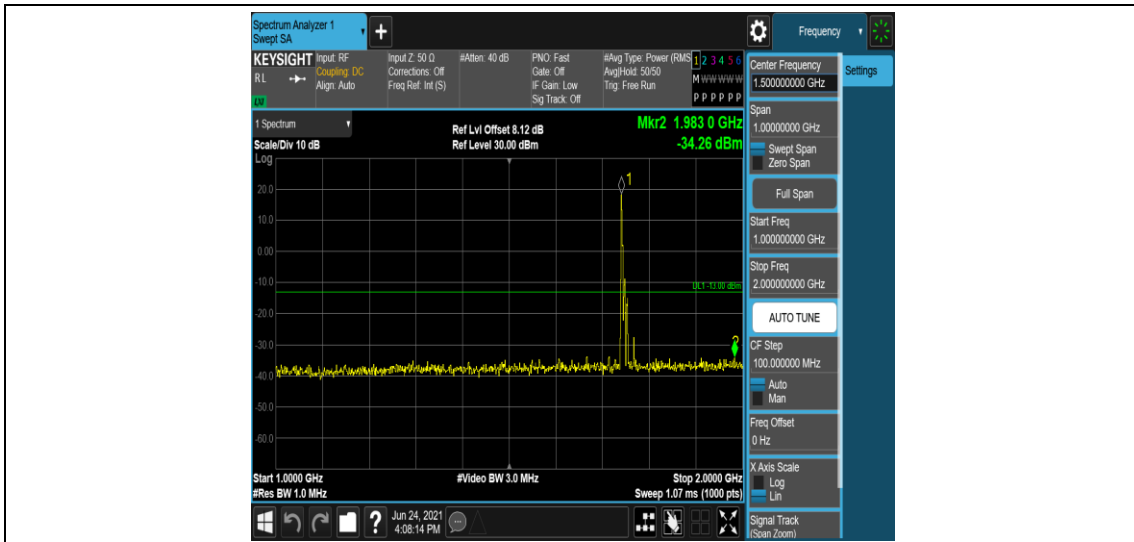 Spectrum Analyzer 1
Swept SA
+
Frequency
KEYSIGHT
RL
LXI
Input: RF
Coupling: DC
Align: Auto
Input Z: 50 Ω
Corrections: Off
Freq Ref: Int (S)
#Atten: 40 dB
PNO: Fast
Gate: Off
IF Gain: Low
Sig Track: Off
#Avg Type: Power (RMS
Avg|Hold: 50/50
Trig: Free Run
1 2 3 4 5 6
M W W W W W
P P P P P P
1 Spectrum
Scale/Div 10 dB
Ref Lvl Offset 8.12 dB
Ref Level 30.00 dBm
Mkr2 1.983 0 GHz
-34.26 dBm
Log
20.0
10.0
0.00
-10.0
-20.0
-30.0
-40.0
-50.0
-60.0
1
DL1 -13.00 dBm
2
Start 1.0000 GHz
#Res BW 1.0 MHz
#Video BW 3.0 MHz
Stop 2.0000 GHz
Sweep 1.07 ms (1000 pts)
Center Frequency
1.500000000 GHz
Settings
Span
1.00000000 GHz
Swept Span
Zero Span
Full Span
Start Freq
1.000000000 GHz
Stop Freq
2.000000000 GHz
AUTO TUNE
CF Step
100.000000 MHz
Auto
Man
Freq Offset
0 Hz
X Axis Scale
Log
Lin
Signal Track
(Span Zoom)
?
Jun 24, 2021
4:08:14 PM